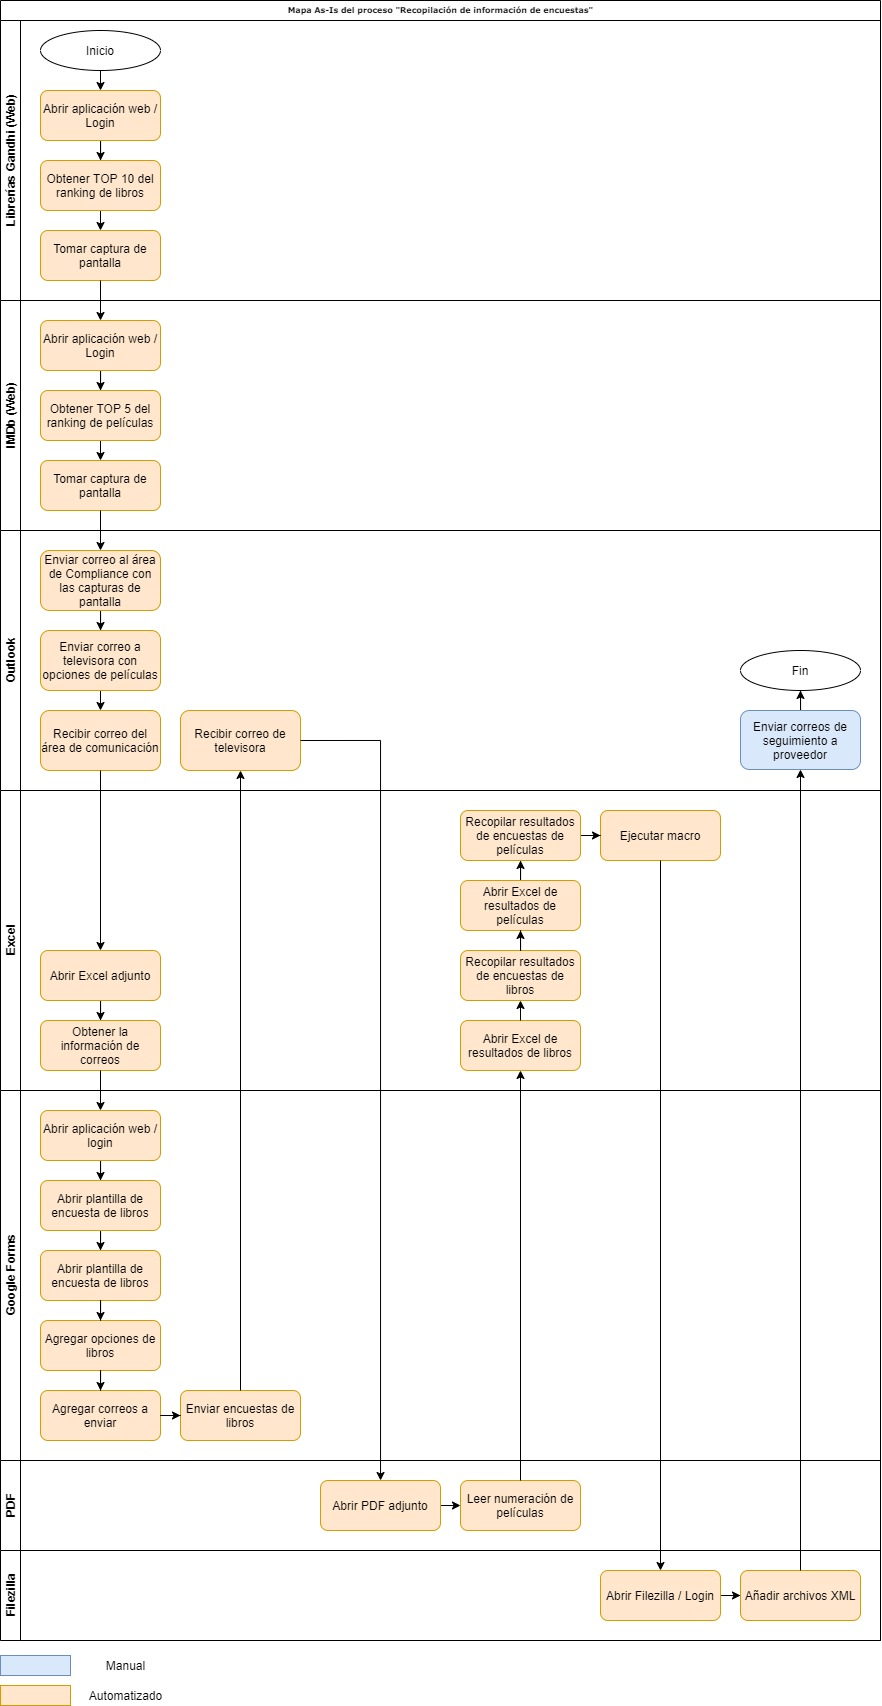 Mapa As-Is del proceso "Recopilación de información de encuestas"
Librerías Gandhi (Web)
Inicio
Abrir aplicación web /
Login
Obtener TOP 10 del
ranking de libros
Tomar captura de
pantalla
IMDb (Web)
Abrir aplicación web /
Login
Obtener TOP 5 del
ranking de películas
Tomar captura de
pantalla
Outlook
Enviar correo al área
de Compliance con
las capturas de
pantalla
Enviar correo a
televisora con
opciones de películas
Recibir correo del
área de comunicación
Recibir correo de
televisora
Fin
Enviar correos de
seguimiento a
proveedor
Excel
Abrir Excel adjunto
Obtener la
información de
correos
Recopilar resultados
de encuestas de
películas
Ejecutar macro
Abrir Excel de
resultados de
películas
Recopilar resultados
de encuestas de
libros
Abrir Excel de
resultados de libros
Google Forms
Abrir aplicación web /
login
Abrir plantilla de
encuesta de libros
Abrir plantilla de
encuesta de libros
Agregar opciones de
libros
Agregar correos a
enviar
Enviar encuestas de
libros
PDF
Abrir PDF adjunto
Leer numeración de
películas
Filezilla
Abrir Filezilla / Login
Añadir archivos XML
Manual
Automatizado